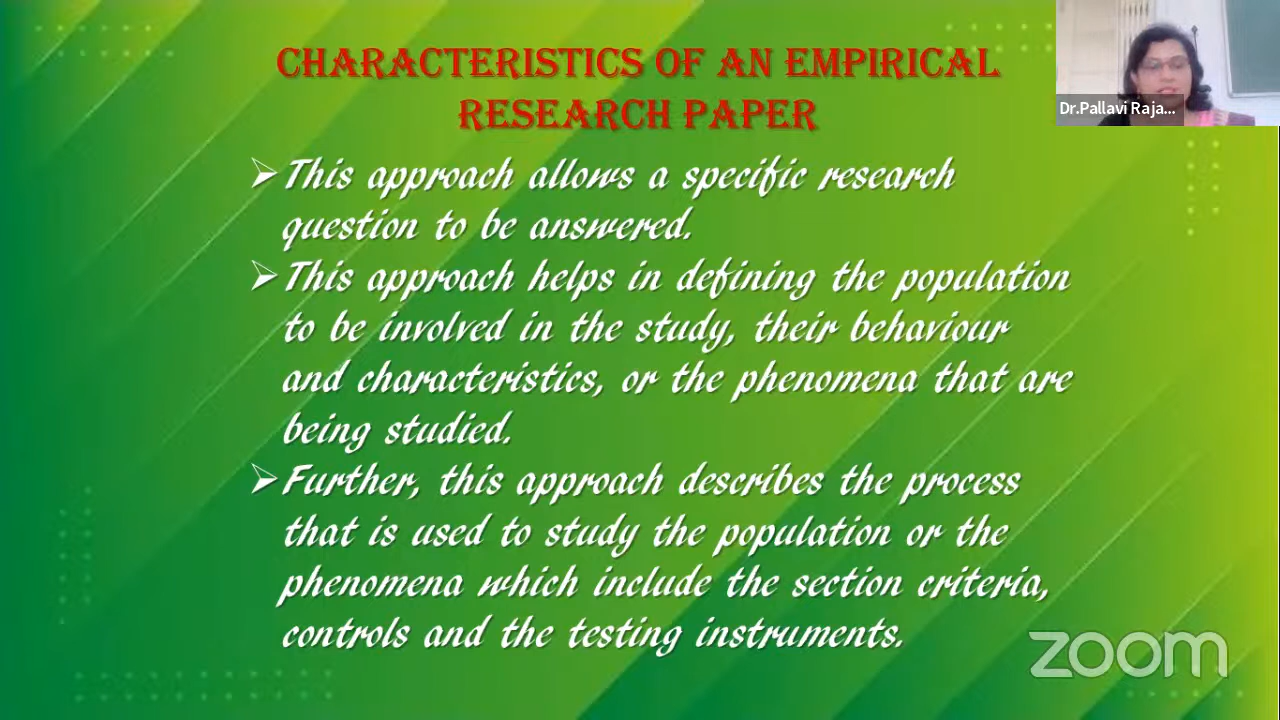 CHARACTERISTICS OF AN EMPIRICAL
RESEARCH PAPER
Dr.Pallavi Raja...
➢This approach allows a specific research
question to be answered.
➢This approach helps in defining the population
to be involved in the study, their behaviour
and characteristics, or the phenomena that are
being studied.
➢Further, this approach describes the process
that is used to study the population or the
phenomena which include the section criteria,
controls and the testing instruments.
zoom